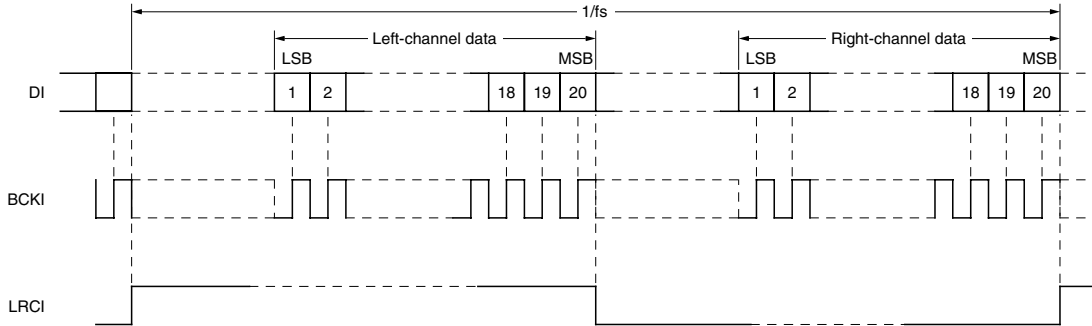 1/fs
Left-channel data Right-channel data
LSB MSB LSB MSB
DI 1 2 18 19 20 1 2 18 19 20
BCKI
LRCI